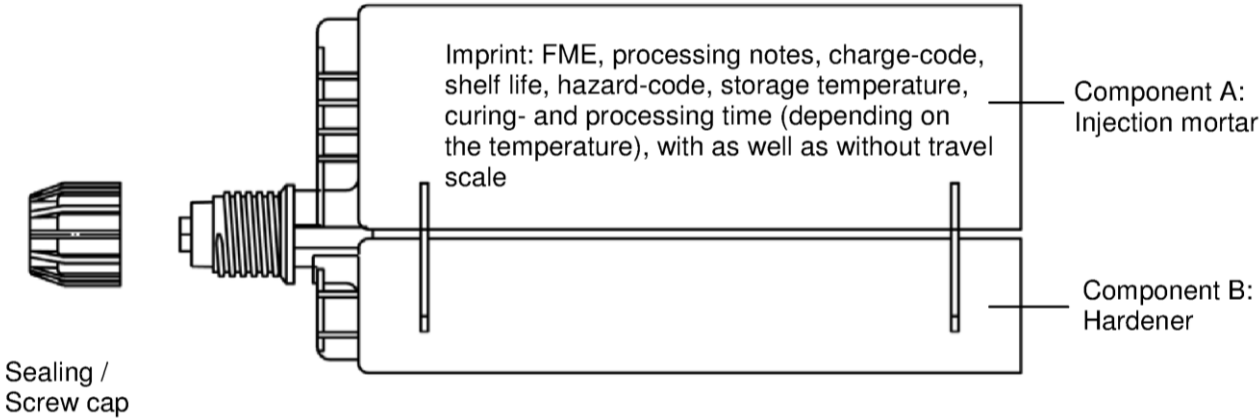 Imprint: FME, processing notes, charge-code,
shelf life, hazard-code, storage temperature,
curing- and processing time (depending on
the temperature), with as well as without travel
scale
Component A:
Injection mortar
Component B:
Hardener
Sealing /
Screw cap